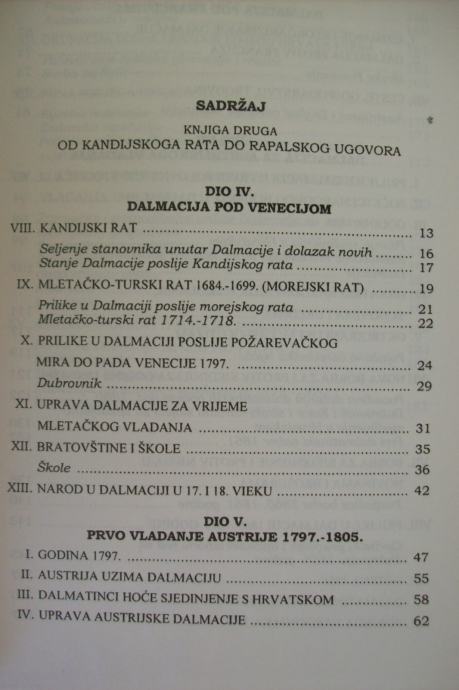 SADRŽAJ
KNJIGA DRUGA
OD KANDIJSKOGA RATA DO RAPALSKOG UGOVORA
DIO IV.
DALMACIJA POD VENECIJOM
VIII. KANDIJSKI RAT ........ 13
Seljenje stanovnika unutar Dalmacije i dolazak novih ........ 16
Stanje Dalmacije poslije Kandijskog rata ........ 17
IX. MLETAČKO-TURSKI RAT 1684.-1699. (MOREJSKI RAT) ........ 19
Prilike u Dalmaciji poslije morejskog rata ........ 21
Mletačko-turski rat 1714.-1718. ........ 22
X. PRILIKE U DALMACIJI POSLIJE POŽAREVAČKOG
MIRA DO PADA VENECIJE 1797. ........ 24
Dubrovnik ........ 29
XI. UPRAVA DALMACIJE ZA VRIJEME
MLETAČKOG VLADANJA ........ 31
XII. BRATOVŠTINE I ŠKOLE ........ 35
Škole ........ 36
XIII. NAROD U DALMACIJI U 17. I 18. VIEKU ........ 42
DIO V.
PRVO VLADANJE AUSTRIJE 1797.-1805.
I. GODINA 1797. ........ 47
II. AUSTRIJA UZIMA DALMACIJU ........ 55
III. DALMATINCI HOĆE SJEDINJENJE S HRVATSKOM ........ 58
IV. UPRAVA AUSTRIJSKE DALMACIJE ........ 62